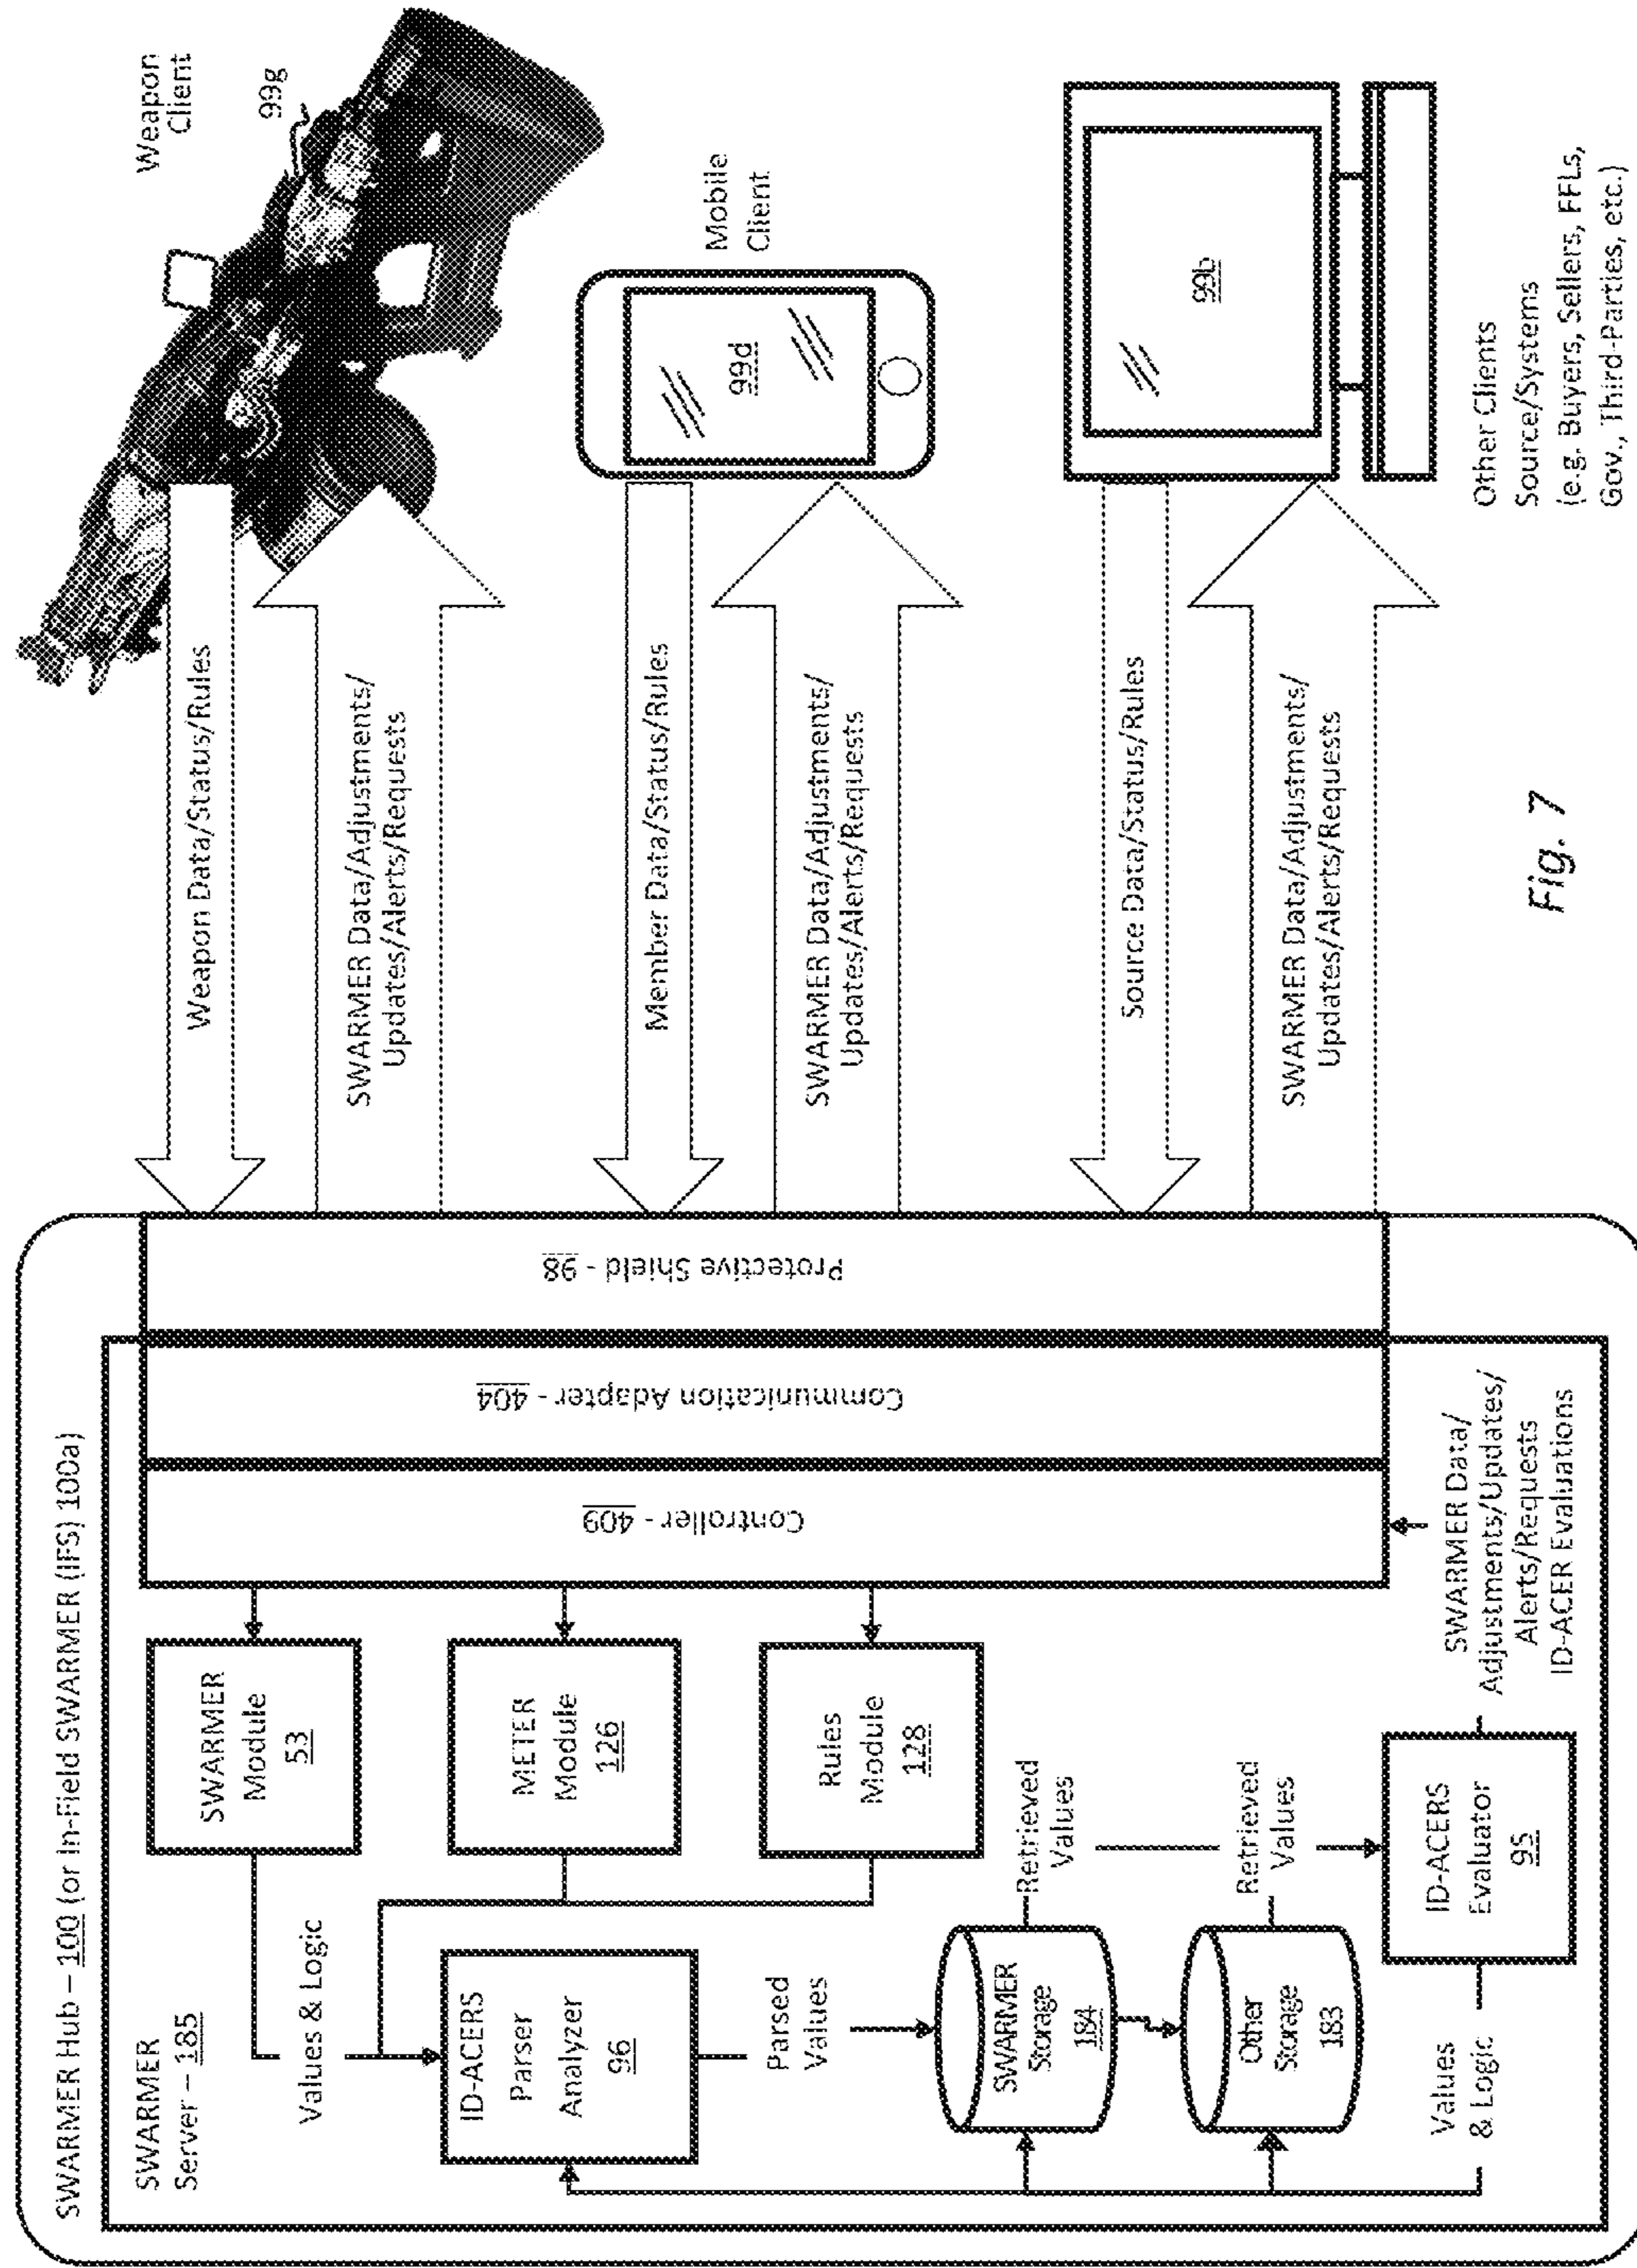 SWARMER Hub – 100 (or In-Field SWARMER (IFS) 100a)
SWARMER
Server – 185
SWARMER
Module
53
METER
Module
126
Rules
Module
128
Values & Logic
ID-ACERS
Parser
Analyzer
96
Parsed
Values
SWARMER
Storage
184
Other
Storage
183
Retrieved
Values
Retrieved
Values
ID-ACERS
Evaluator
95
Values
& Logic
SWARMER Data/
Adjustments/Updates/
Alerts/Requests
ID-ACER Evaluations
Controller - 409
Communication Adapter - 404
Protective Shield - 98
Weapon Data/Status/Rules
SWARMER Data/Adjustments/
Updates/Alerts/Requests
Member Data/Status/Rules
SWARMER Data/Adjustments/
Updates/Alerts/Requests
Source Data/Status/Rules
SWARMER Data/Adjustments/
Updates/Alerts/Requests
Weapon
Client
99g
Mobile
Client
99d
99b
Other Clients
Source/Systems
(e.g. Buyers, Sellers, FFLs,
Gov., Third-Parties, etc.)
Fig. 7